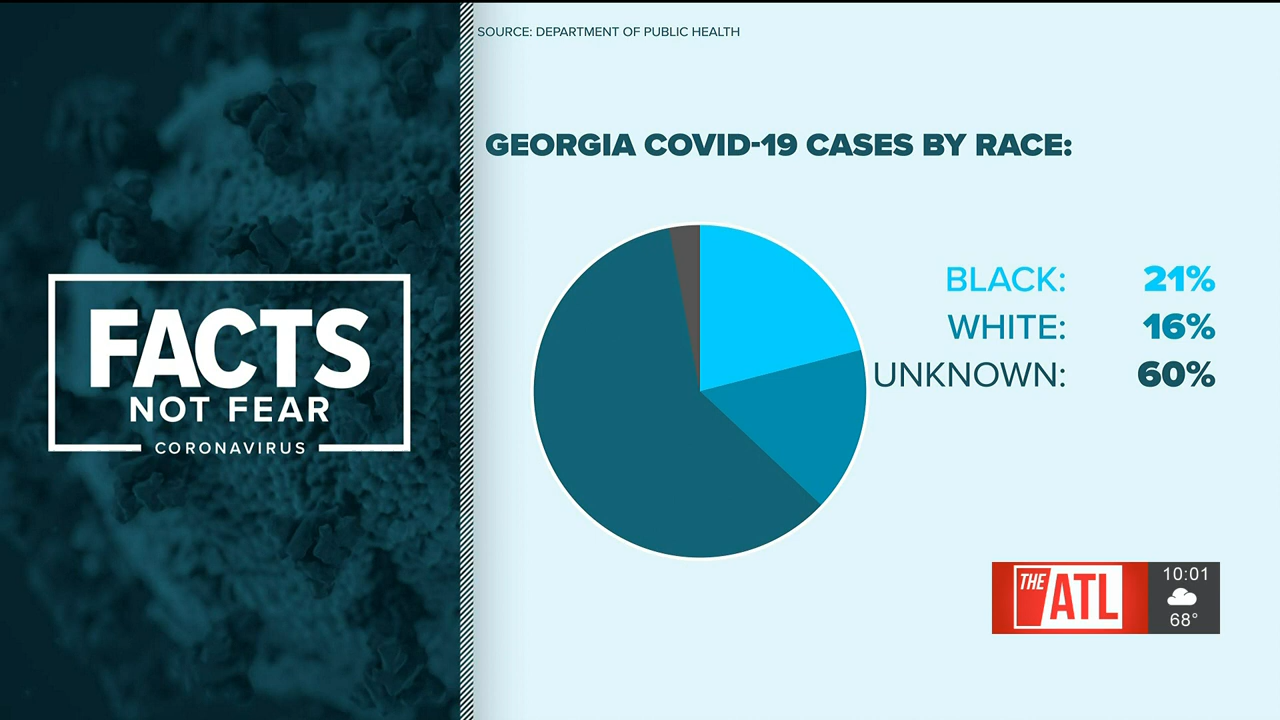 SOURCE: DEPARTMENT OF PUBLIC HEALTH
GEORGIA COVID-19 CASES BY RACE:
BLACK: 21%
WHITE: 16%
UNKNOWN: 60%
FACTS
NOT FEAR
CORONAVIRUS
THE ATL
10:01
68°